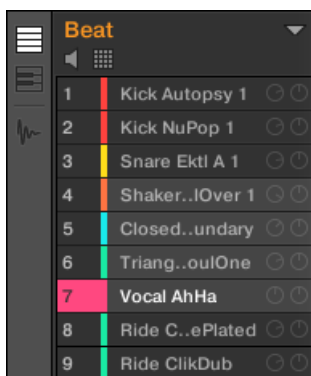 Beat
1 Kick Autopsy 1
2 Kick NuPop 1
3 Snare Ektl A 1
4 Shaker..lOver 1
5 Closed..undary
6 Triang..oulOne
7 Vocal AhHa
8 Ride C..ePlated
9 Ride ClikDub